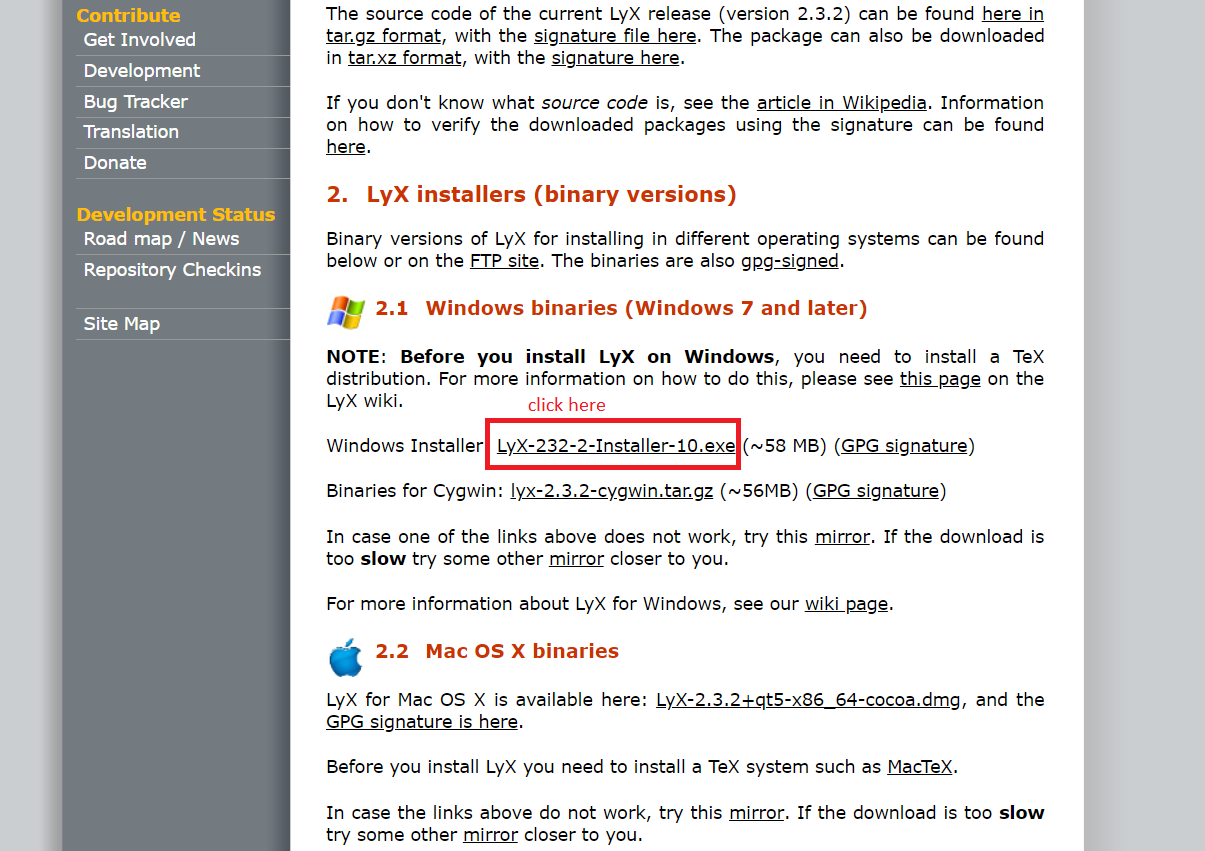 Contribute
Get Involved
Development
Bug Tracker
Translation
Donate
Development Status
Road map / News
Repository Checkins
Site Map
The source code of the current LyX release (version 2.3.2) can be found here in
tar.gz format, with the signature file here. The package can also be downloaded
in tar.xz format, with the signature here.
If you don't know what source code is, see the article in Wikipedia. Information
on how to verify the downloaded packages using the signature can be found
here.
2. LyX installers (binary versions)
Binary versions of LyX for installing in different operating systems can be found
below or on the FTP site. The binaries are also gpg-signed.
2.1 Windows binaries (Windows 7 and later)
NOTE: Before you install LyX on Windows, you need to install a TeX
distribution. For more information on how to do this, please see this page on the
LyX wiki.
click here
Windows Installer LyX-232-2-Installer-10.exe (~58 MB) (GPG signature)
Binaries for Cygwin: lyx-2.3.2-cygwin.tar.gz (~56MB) (GPG signature)
In case one of the links above does not work, try this mirror. If the download is
too slow try some other mirror closer to you.
For more information about LyX for Windows, see our wiki page.
2.2 Mac OS X binaries
LyX for Mac OS X is available here: LyX-2.3.2+qt5-x86_64-cocoa.dmg, and the
GPG signature is here.
Before you install LyX you need to install a TeX system such as MacTeX.
In case the links above do not work, try this mirror. If the download is too slow
try some other mirror closer to you.